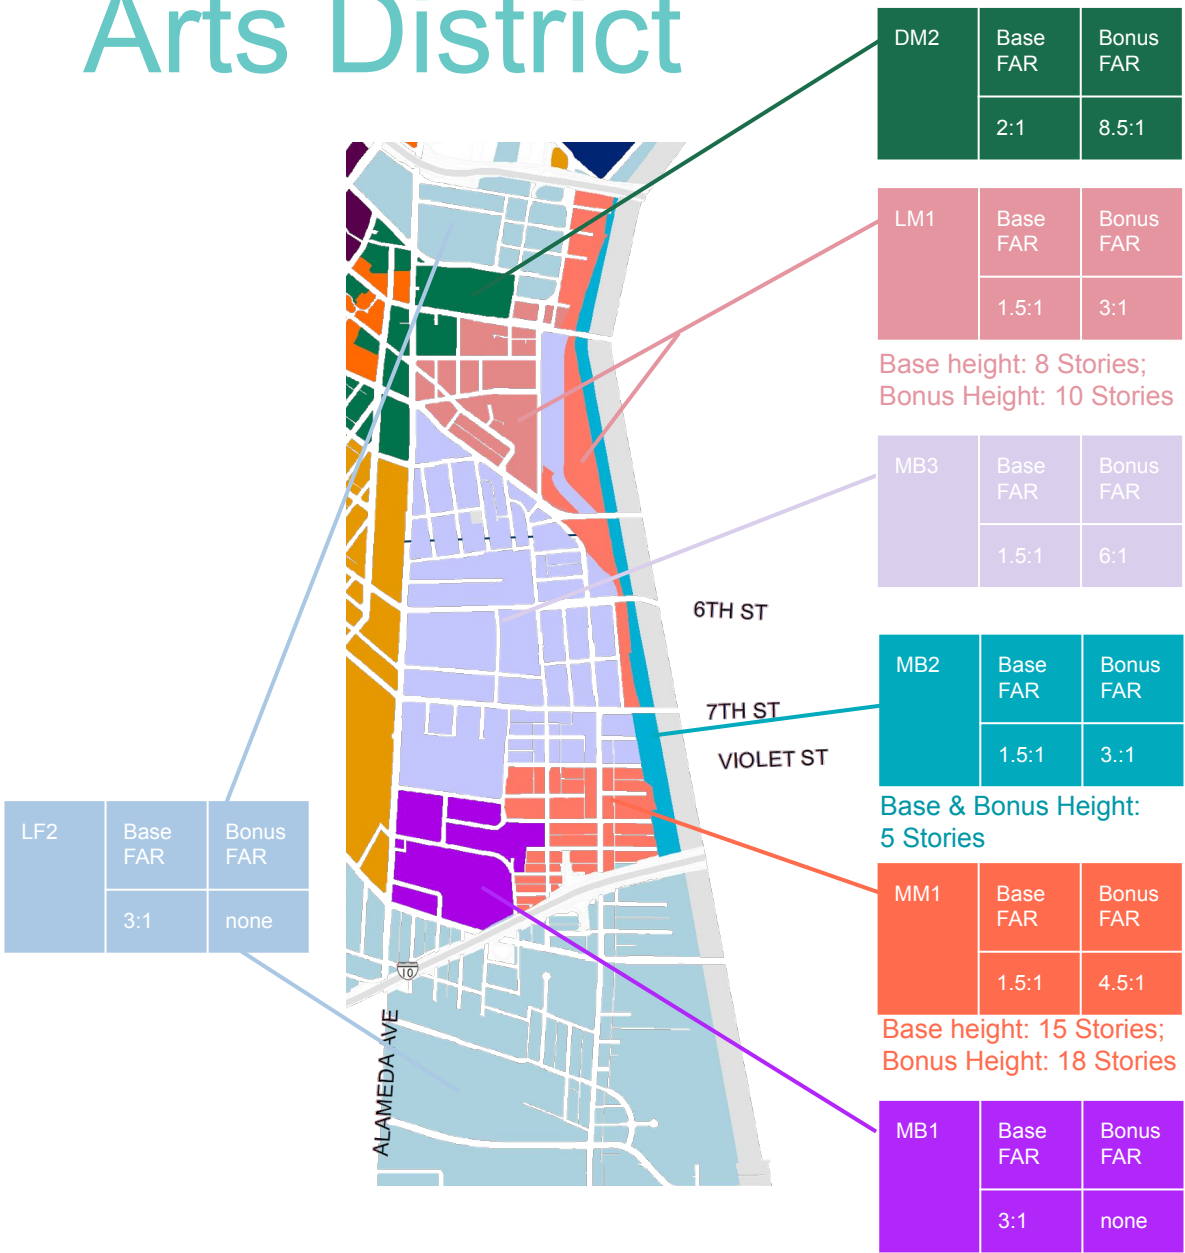 Arts District
DM2 Base FAR Bonus FAR
2:1 8.5:1
LM1 Base FAR Bonus FAR
1.5:1 3:1
Base height: 8 Stories;
Bonus Height: 10 Stories
MB3 Base FAR Bonus FAR
1.5:1 6:1
6TH ST
7TH ST
VIOLET ST
MB2 Base FAR Bonus FAR
1.5:1 3.:1
Base & Bonus Height:
5 Stories
LF2 Base FAR Bonus FAR
3:1 none
MM1 Base FAR Bonus FAR
1.5:1 4.5:1
Base height: 15 Stories;
Bonus Height: 18 Stories
10
ALAMEDA AVE
MB1 Base FAR Bonus FAR
3:1 none